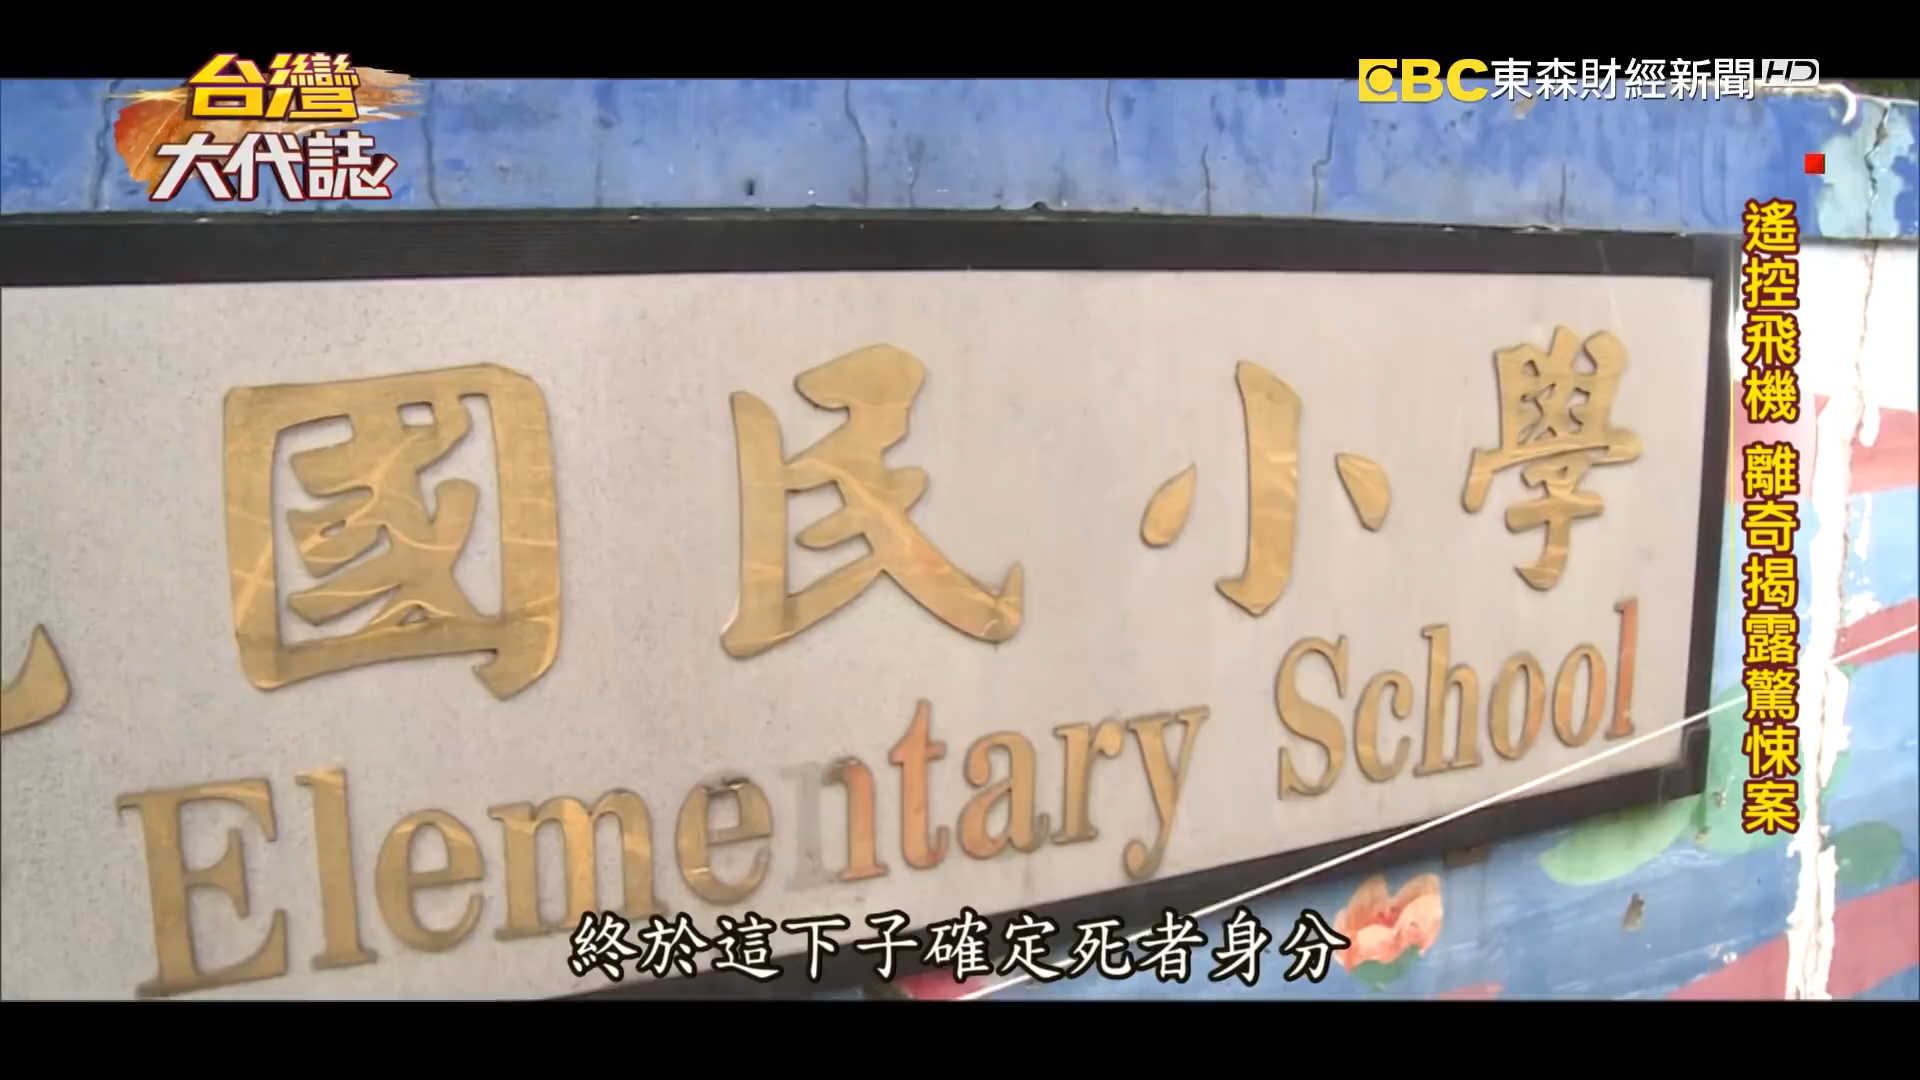 台灣
大代誌
EBC東森財經新聞HD
遙控飛機 離奇揭露驚悚案
國民小學
Elementary School
終於這下子確定死者身分